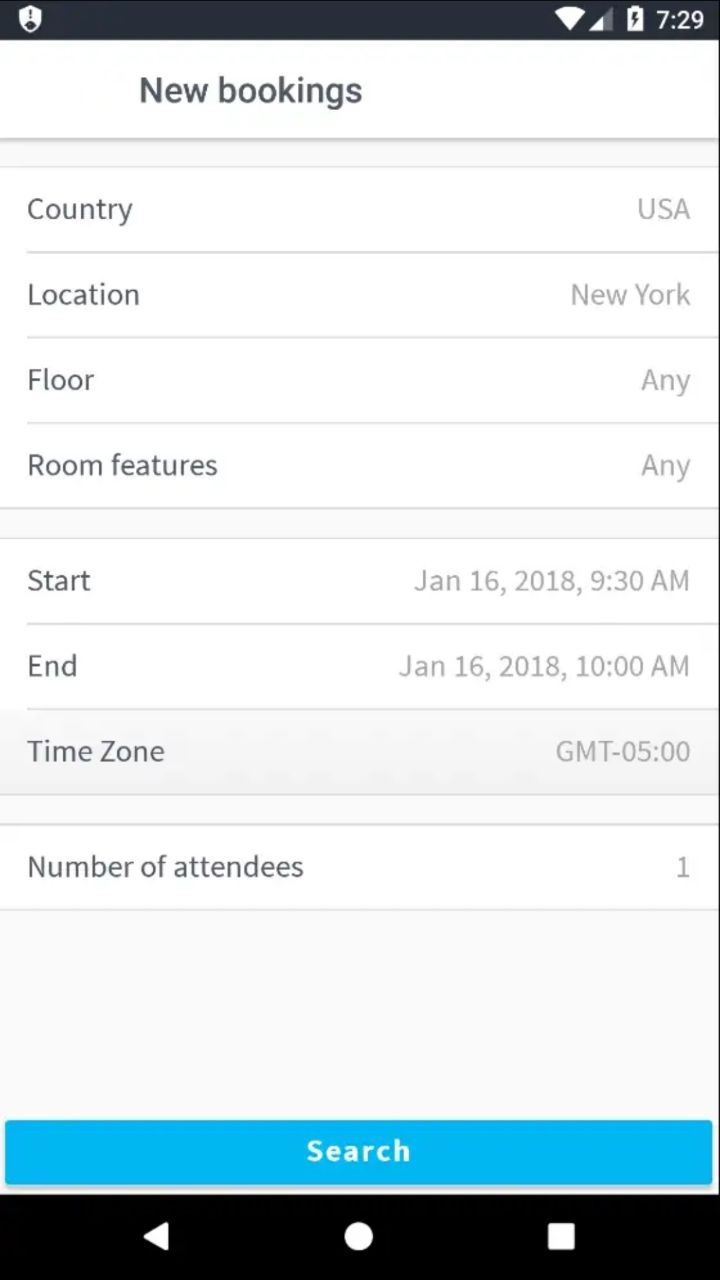 7:29
New bookings
Country USA
Location New York
Floor Any
Room features Any
Start Jan 16, 2018, 9:30 AM
End Jan 16, 2018, 10:00 AM
Time Zone GMT-05:00
Number of attendees 1
Search